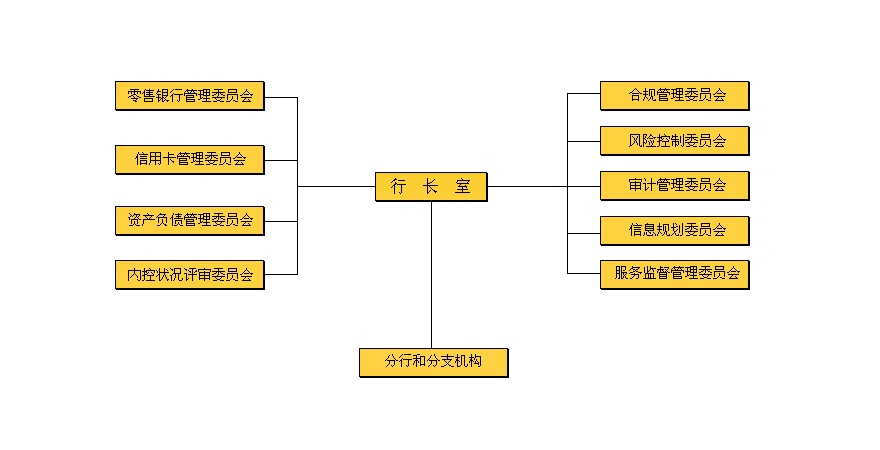 零售银行管理委员会
信用卡管理委员会
资产负债管理委员会
内控状况评审委员会
行 长 室
合规管理委员会
风险控制委员会
审计管理委员会
信息规划委员会
服务监督管理委员会
分行和分支机构